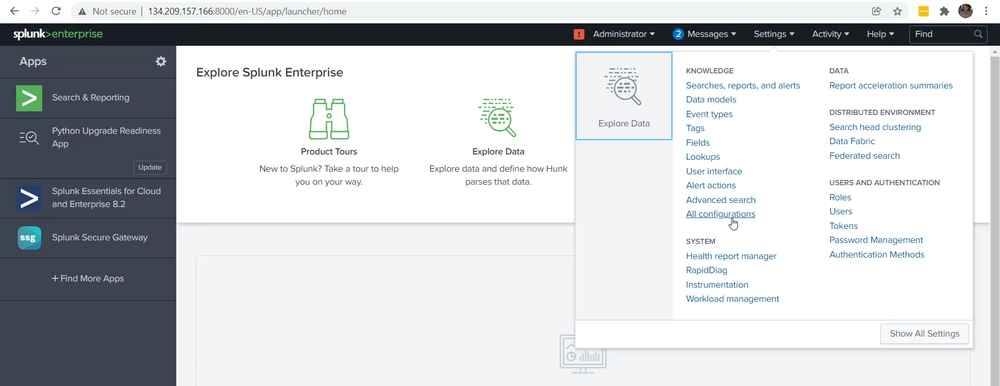 Not secure | 134.209.157.166:8000/en-US/app/launcher/home
splunk>enterprise
! Administrator
2 Messages
Settings
Activity
Help
Find
Apps
Search & Reporting
Python Upgrade Readiness
App
Update
Splunk Essentials for Cloud
and Enterprise 8.2
ssg Splunk Secure Gateway
+ Find More Apps
Explore Splunk Enterprise
Product Tours
New to Splunk? Take a tour to help
you on your way.
Explore Data
Explore data and define how Hunk
parses that data.
Explore Data
KNOWLEDGE
Searches, reports, and alerts
Data models
Event types
Tags
Fields
Lookups
User interface
Alert actions
Advanced search
All configurations
SYSTEM
Health report manager
RapidDiag
Instrumentation
Workload management
DATA
Report acceleration summaries
DISTRIBUTED ENVIRONMENT
Search head clustering
Data Fabric
Federated search
USERS AND AUTHENTICATION
Roles
Users
Tokens
Password Management
Authentication Methods
Show All Settings